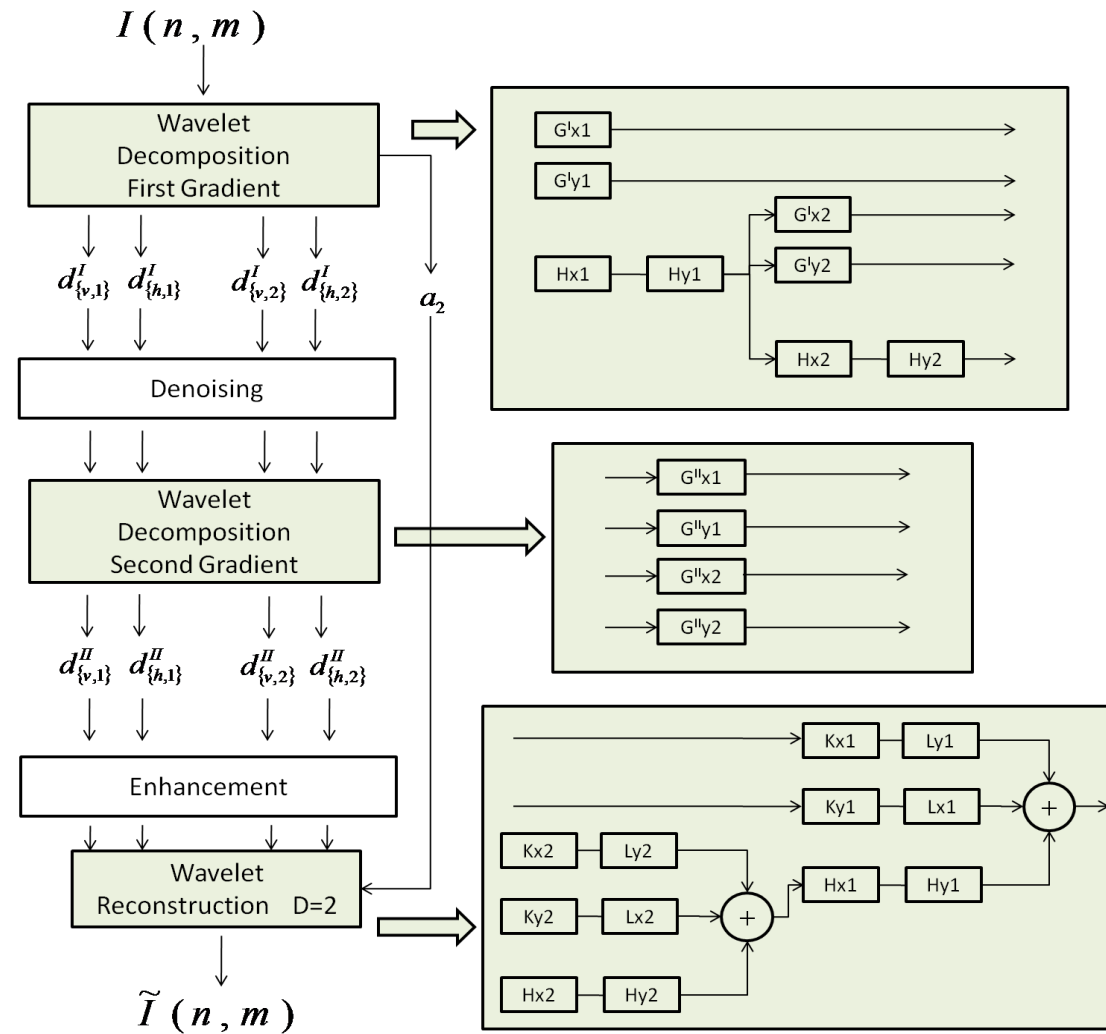 I ( n , m )
Wavelet
Decomposition
First Gradient
d^I_{v,1} d^I_{h,1} d^I_{v,2} d^I_{h,2}
a_2
Denoising
Wavelet
Decomposition
Second Gradient
d^II_{v,1} d^II_{h,1} d^II_{v,2} d^II_{h,2}
Enhancement
Wavelet
Reconstruction D=2
Ĩ ( n , m )
G^Ix1
G^Iy1
G^Ix2
G^Iy2
Hx1 Hy1
Hx2 Hy2
G^IIx1
G^IIy1
G^IIx2
G^IIy2
Kx1 Ly1
Ky1 Lx1 +
Kx2 Ly2
Hx1 Hy1
Ky2 Lx2 +
Hx2 Hy2